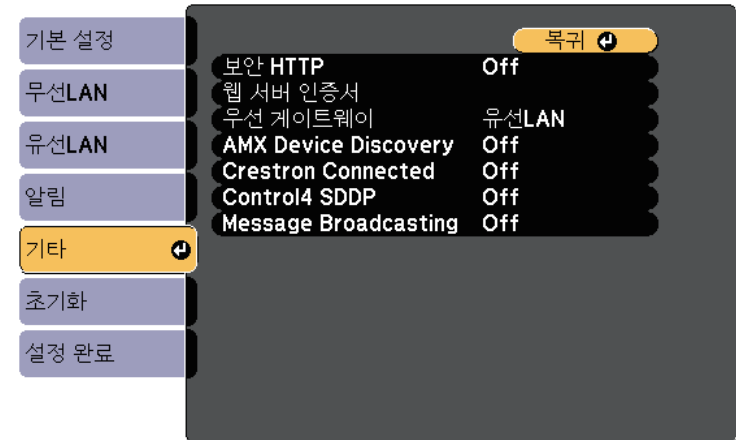 기본 설정
무선LAN
유선LAN
알림
기타
초기화
설정 완료
복귀
보안 HTTP Off
웹 서버 인증서
우선 게이트웨이 유선LAN
AMX Device Discovery Off
Crestron Connected Off
Control4 SDDP Off
Message Broadcasting Off